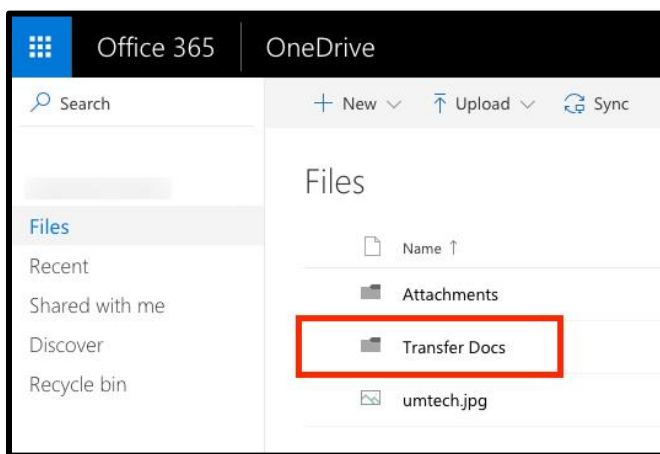 Office 365 OneDrive
Search
New Upload Sync
Files
Files
Recent
Shared with me
Discover
Recycle bin
Name ↑
Attachments
Transfer Docs
umtech.jpg